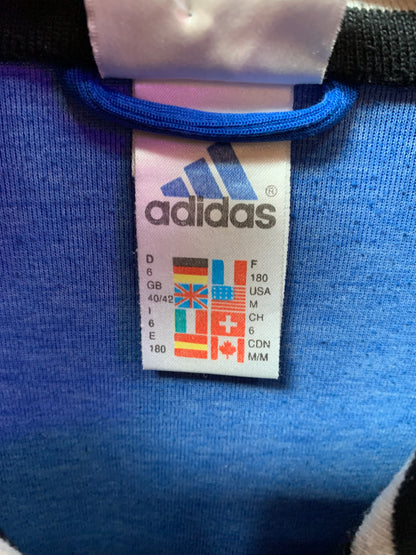 adidas ®
D
6
GB
40/42
I
6
E
180
F
180
USA
M
CH
6
CDN
M/M